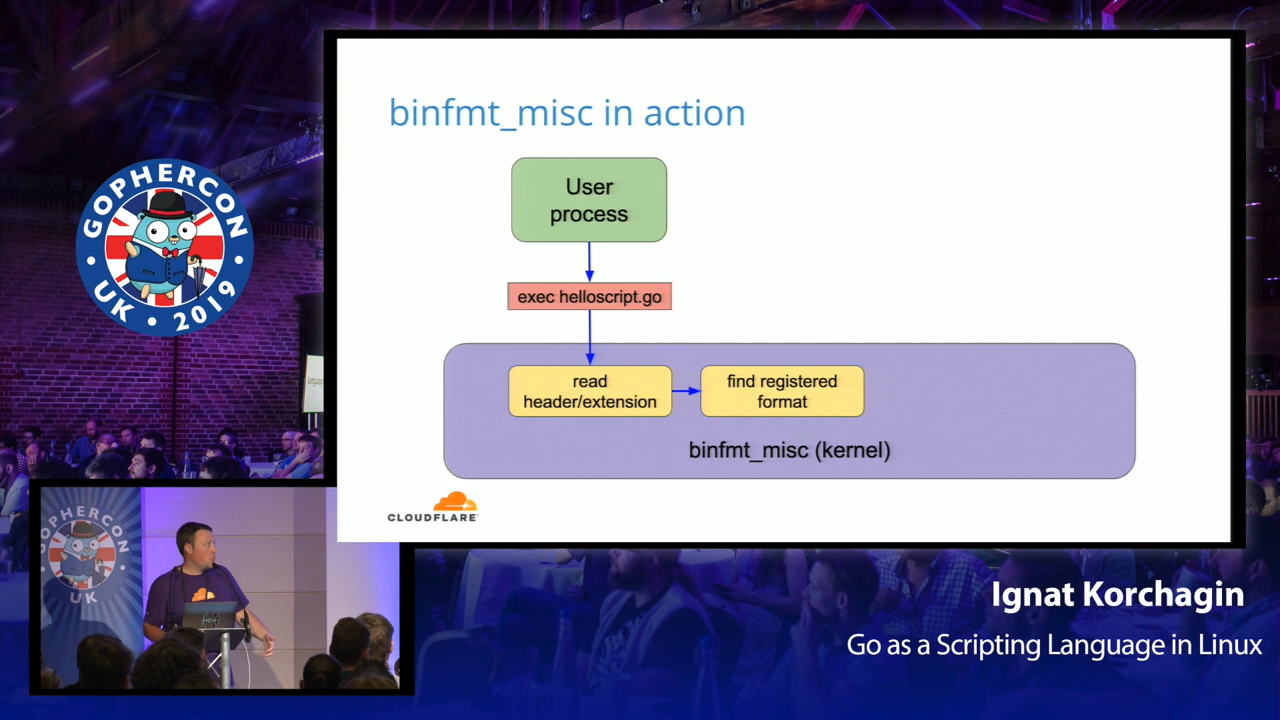 binfmt_misc in action
User
process
exec helloscript.go
read
header/extension
find registered
format
binfmt_misc (kernel)
CLOUDFLARE
GOPHERCON
UK • 2019
GOPHERCON
UK
Ignat Korchagin
Go as a Scripting Language in Linux